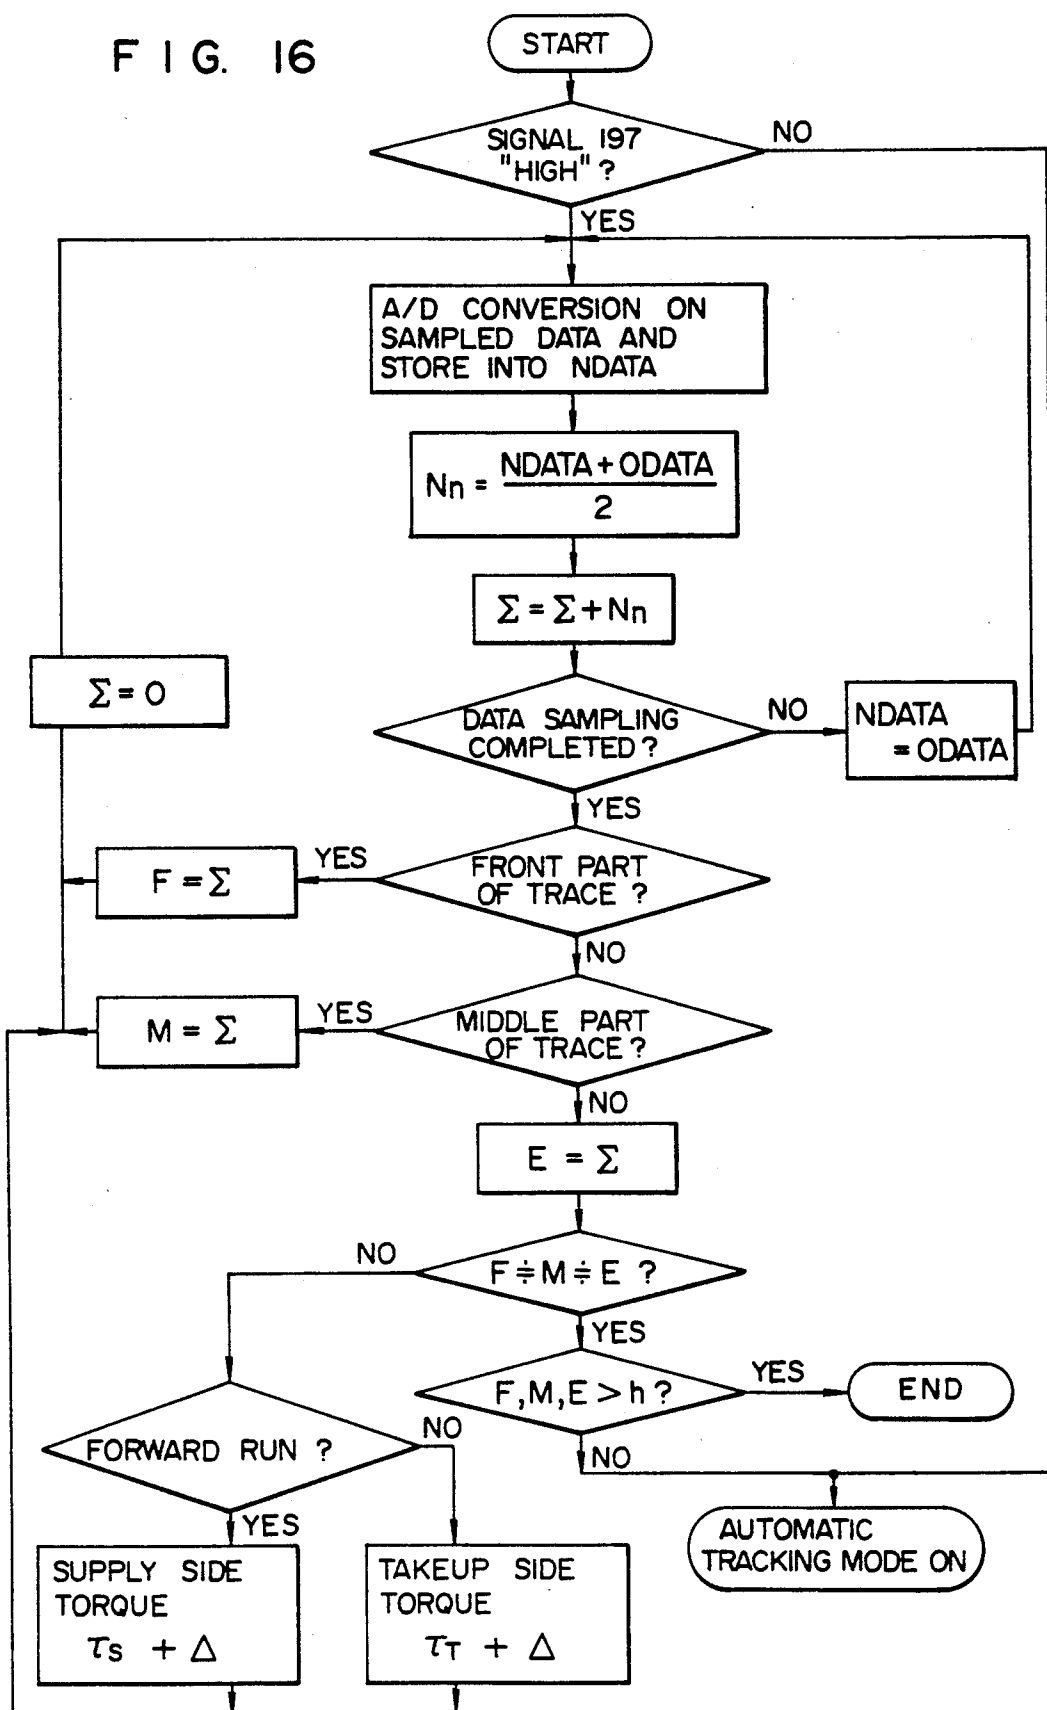 FIG. 16
START
SIGNAL 197
"HIGH" ?
NO
YES
A/D CONVERSION ON
SAMPLED DATA AND
STORE INTO NDATA
Nn = (NDATA + ODATA) / 2
Σ = Σ + Nn
Σ = 0
DATA SAMPLING
COMPLETED ?
NO
NDATA
= ODATA
YES
FRONT PART
OF TRACE ?
YES
F = Σ
NO
MIDDLE PART
OF TRACE ?
YES
M = Σ
NO
E = Σ
F ≑ M ≑ E ?
NO
YES
F, M, E > h ?
YES
END
NO
AUTOMATIC
TRACKING MODE ON
FORWARD RUN ?
NO
YES
SUPPLY SIDE
TORQUE
τS + Δ
TAKEUP SIDE
TORQUE
τT + Δ